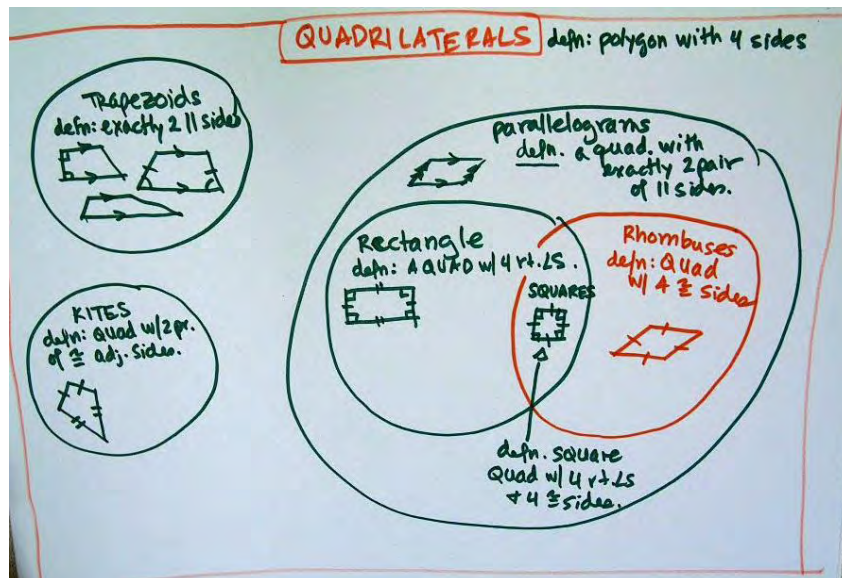 QUADRILATERALS defn: polygon with 4 sides
Trapezoids
defn: exactly 2 || sides
parallelograms
defn. a quad. with
exactly 2 pair
of || sides.
Rectangle
defn: A QUAD w/ 4 rt. ∠S.
Rhombuses
defn: Quad
w/ 4 ≅ sides
SQUARES
KITES
defn: Quad w/2 pr.
of ≅ adj. sides.
defn. square
Quad w/ 4 rt. ∠s
+ 4 ≅ sides.